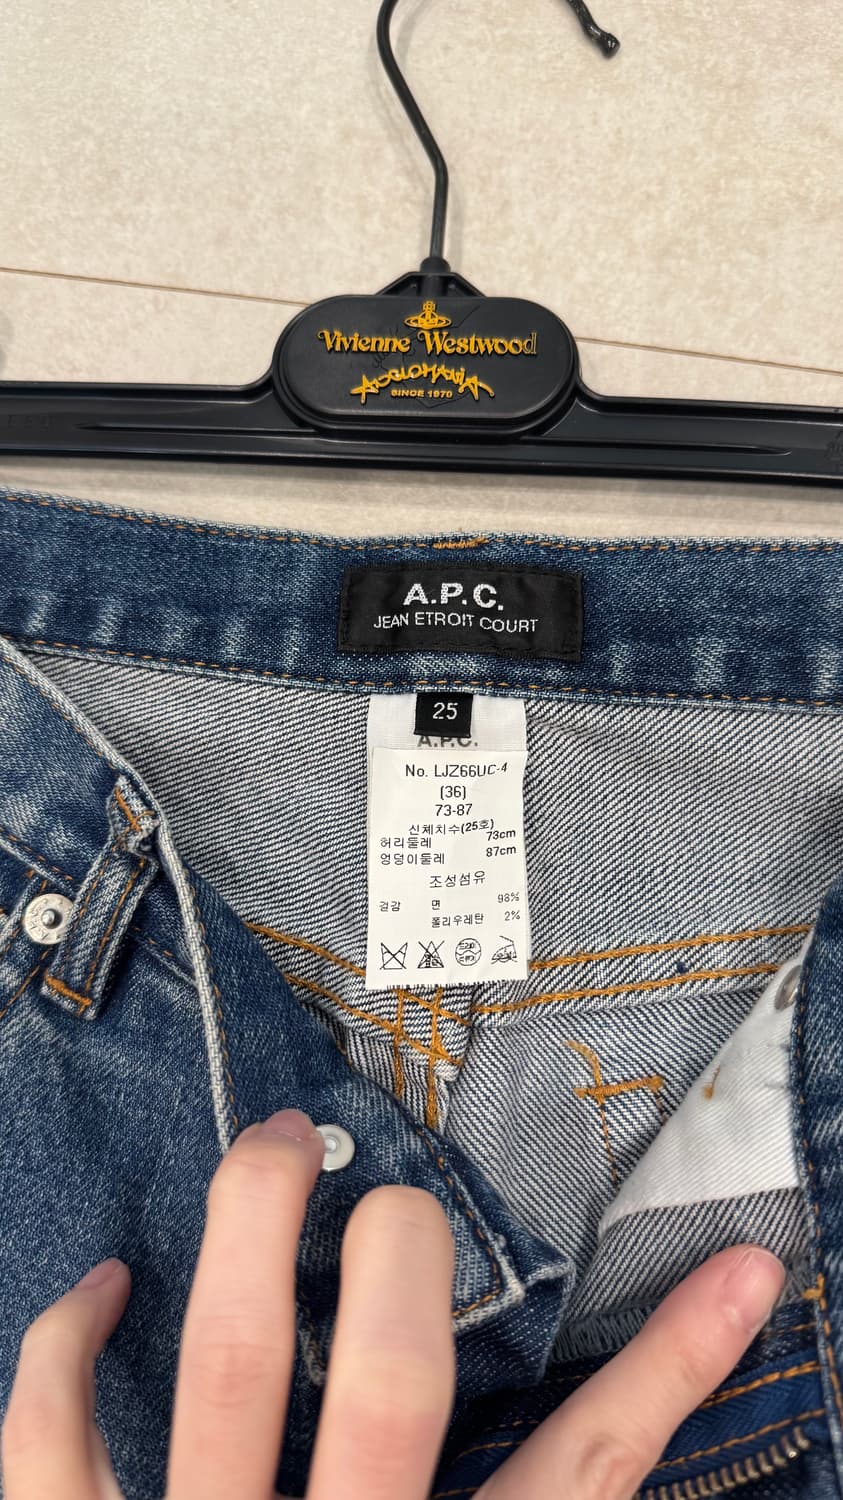 Vivienne Westwood
ANGLOMANIA
SINCE 1970
A.P.C.
JEAN ETROIT COURT
25
A.P.C.
No. LJZ66UC-4
(36)
73-87
신체치수(25호)
허리둘레 73cm
엉덩이둘레 87cm
조성섬유
겉감 면 98%
폴리우레탄 2%